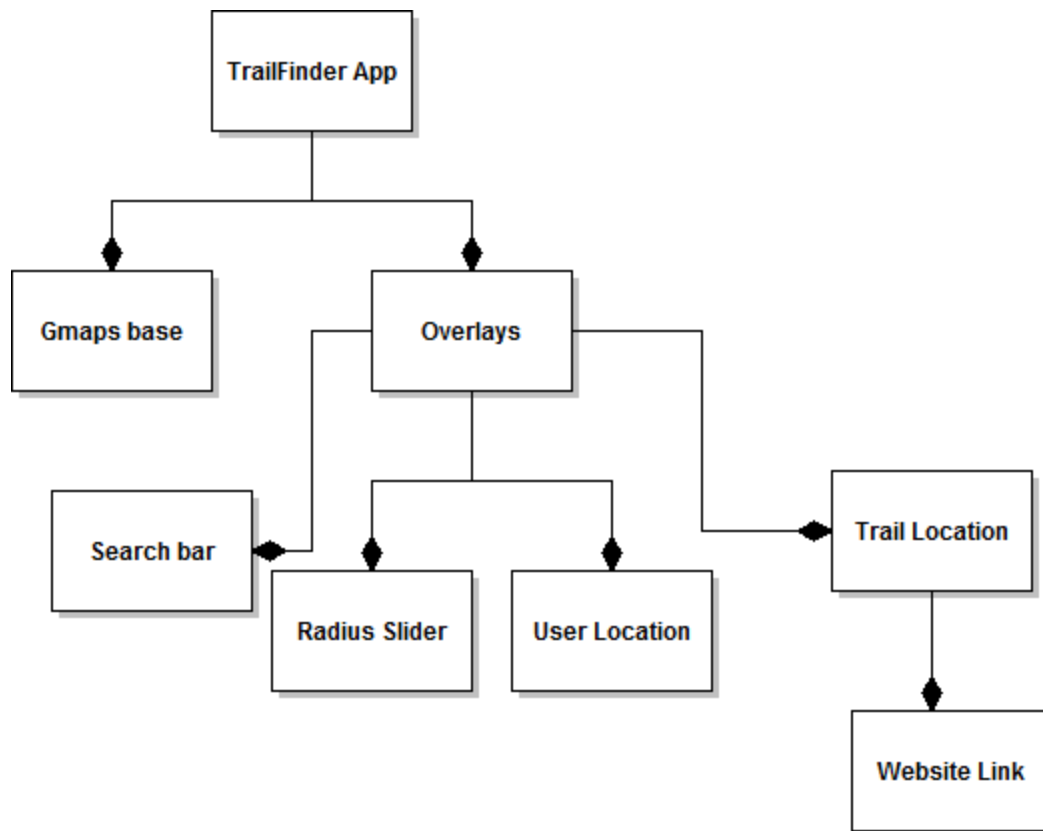 TrailFinder App
Gmaps base
Overlays
Search bar
Radius Slider
User Location
Trail Location
Website Link